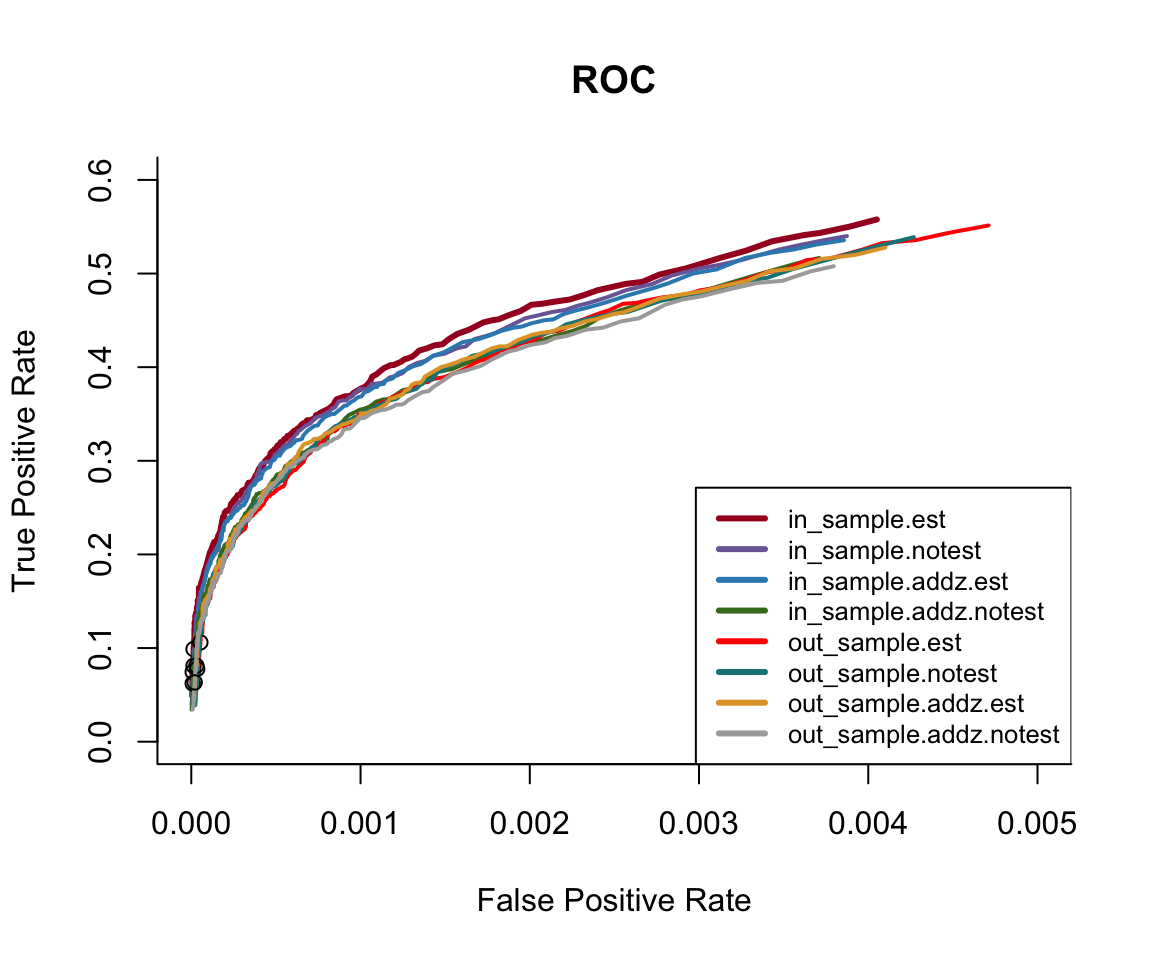 ROC
True Positive Rate
0.6
0.5
0.4
0.3
0.2
0.1
0.0
in_sample.est
in_sample.notest
in_sample.addz.est
in_sample.addz.notest
out_sample.est
out_sample.notest
out_sample.addz.est
out_sample.addz.notest
0.000 0.001 0.002 0.003 0.004 0.005
False Positive Rate